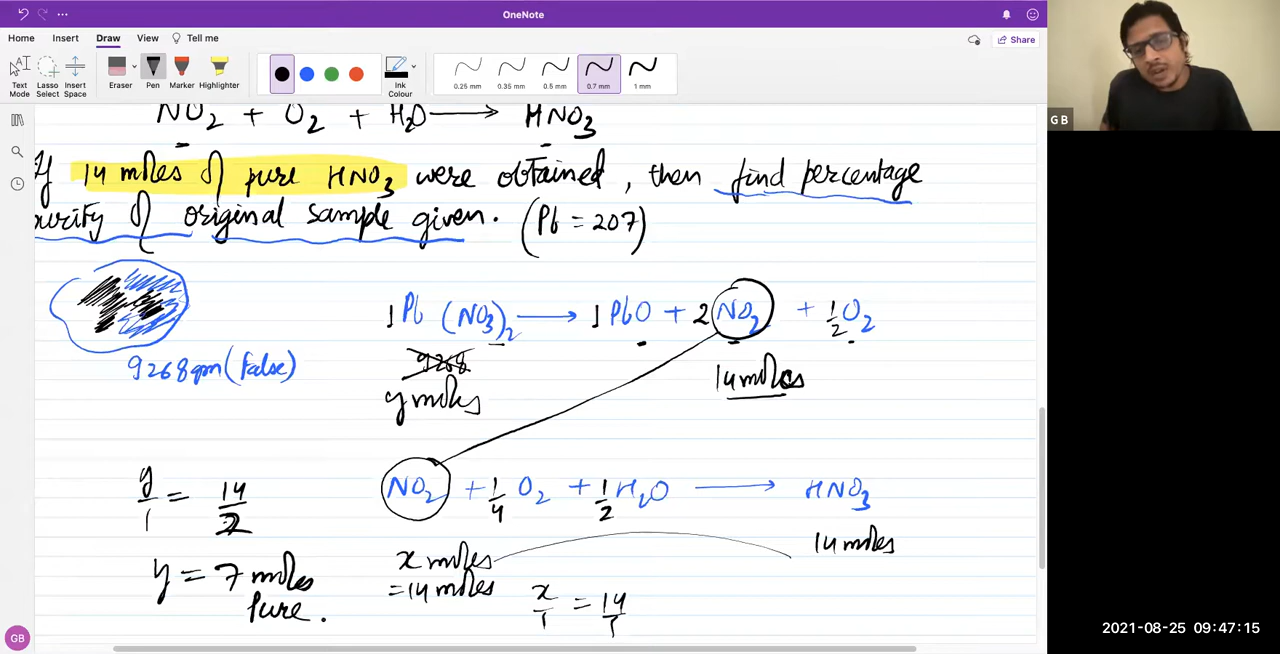 OneNote
Home Insert Draw View Tell me
Share
Text Mode
Lasso Select
Insert Space
Eraser
Pen
Marker
Highlighter
0.25 mm
0.35 mm
0.5 mm
0.7 mm
1 mm
Ink Colour
GB
NO2 + O2 + H2O → HNO3
If 14 moles of pure HNO3 were obtained, then find percentage
purity of original sample given. (Pb = 207)
1 Pb (NO3)2 → 1 PbO + 2 NO2 + 1/2 O2
9268 gm (False)
9268
14 moles
y moles
y/1 = 14/2
NO2 + 1/4 O2 + 1/2 H2O → HNO3
x moles
14 moles
= 14 moles
y = 7 moles
Pure.
x/1 = 14/1
GB
2021-08-25 09:47:15